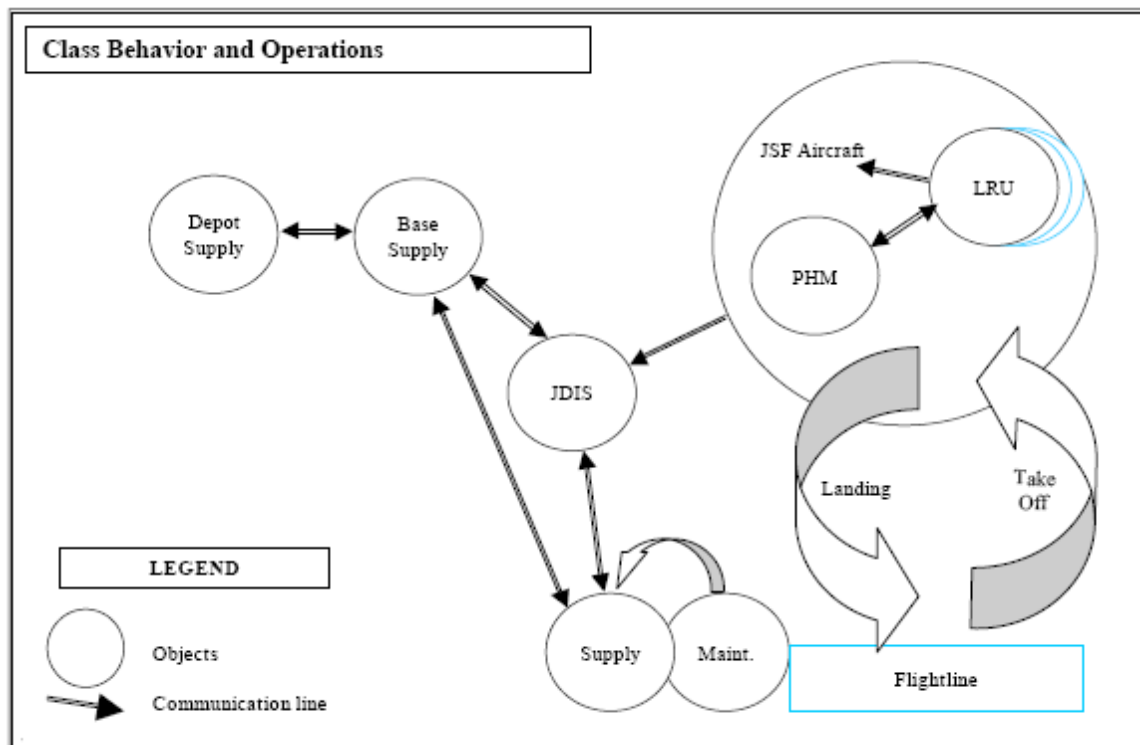 Class Behavior and Operations
JSF Aircraft
LRU
Depot
Supply
Base
Supply
PHM
JDIS
Landing
Take
Off
LEGEND
Objects
Communication line
Supply
Maint.
Flightline